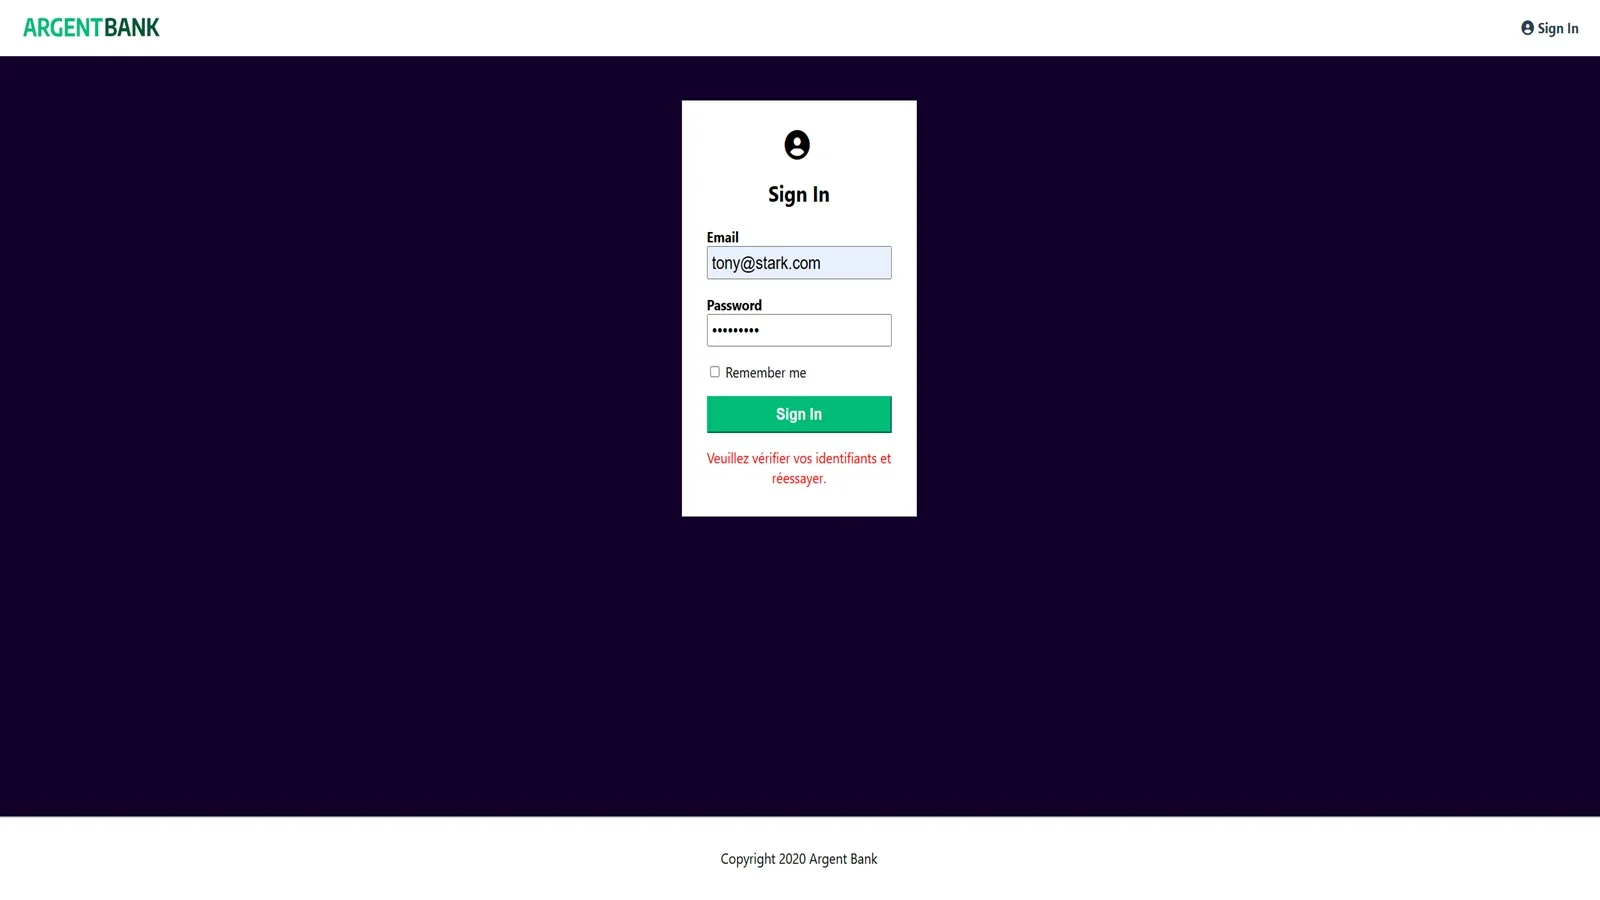 ARGENTBANK
Sign In
Sign In
Email
tony@stark.com
Password
•••••••••
Remember me
Sign In
Veuillez vérifier vos identifiants et
réessayer.
Copyright 2020 Argent Bank